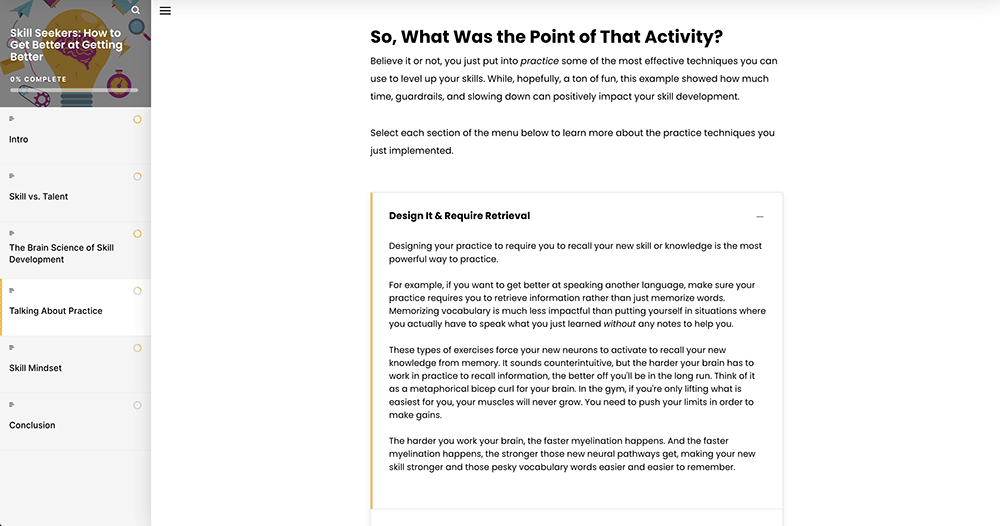 Skill Seekers: How to
Get Better at Getting
Better
0% COMPLETE
Intro
Skill vs. Talent
The Brain Science of Skill
Development
Talking About Practice
Skill Mindset
Conclusion
So, What Was the Point of That Activity?
Believe it or not, you just put into practice some of the most effective techniques you can
use to level up your skills. While, hopefully, a ton of fun, this example showed how much
time, guardrails, and slowing down can positively impact your skill development.
Select each section of the menu below to learn more about the practice techniques you
just implemented.
Design It & Require Retrieval
Designing your practice to require you to recall your new skill or knowledge is the most
powerful way to practice.
For example, if you want to get better at speaking another language, make sure your
practice requires you to retrieve information rather than just memorize words.
Memorizing vocabulary is much less impactful than putting yourself in situations where
you actually have to speak what you just learned without any notes to help you.
These types of exercises force your new neurons to activate to recall your new
knowledge from memory. It sounds counterintuitive, but the harder your brain has to
work in practice to recall information, the better off you'll be in the long run. Think of it
as a metaphorical bicep curl for your brain. In the gym, if you're only lifting what is
easiest for you, your muscles will never grow. You need to push your limits in order to
make gains.
The harder you work your brain, the faster myelination happens. And the faster
myelination happens, the stronger those new neural pathways get, making your new
skill stronger and those pesky vocabulary words easier and easier to remember.